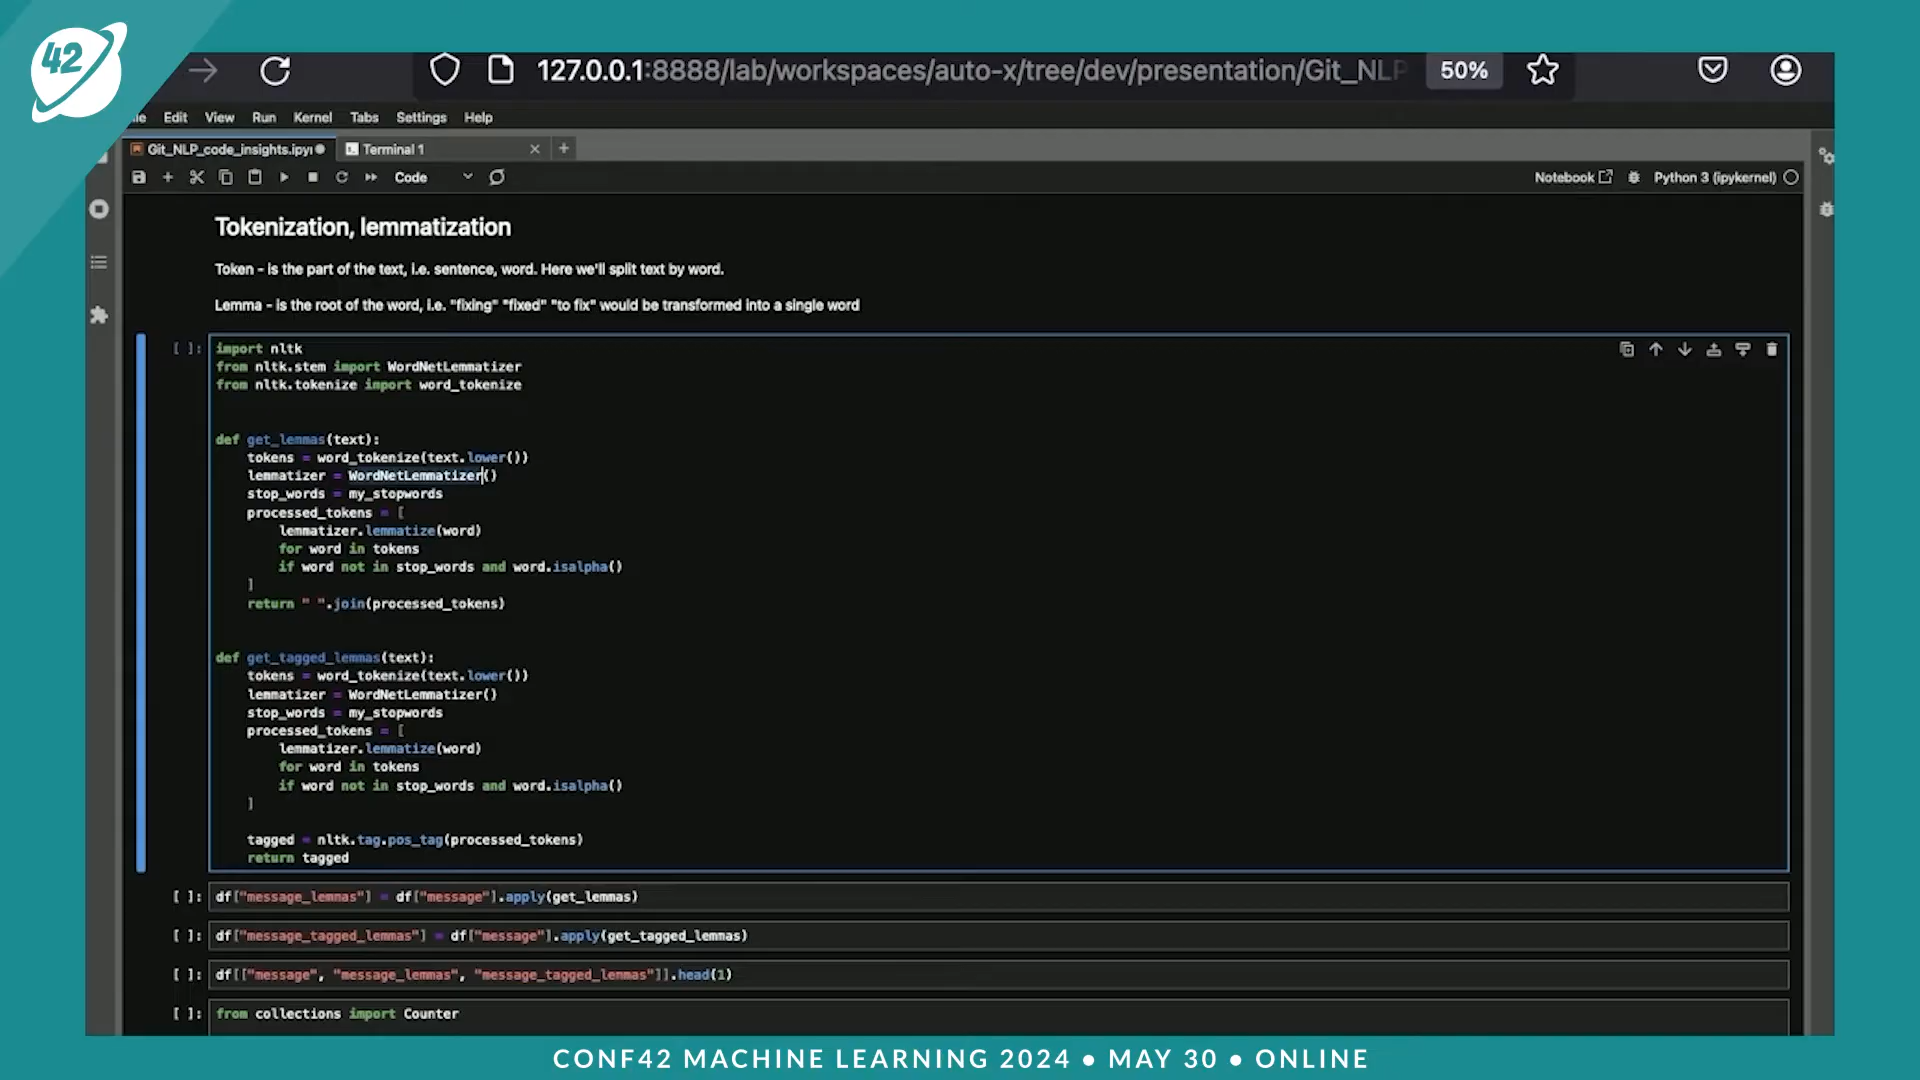 42
127.0.0.1:8888/lab/workspaces/auto-x/tree/dev/presentation/Git_NLP
50%
Edit View Run Kernel Tabs Settings Help
Git_NLP_code_insights.ipyn
Terminal 1
Code
Notebook
Python 3 (ipykernel)
Tokenization, lemmatization
Token - is the part of the text, i.e. sentence, word. Here we'll split text by word.
Lemma - is the root of the word, i.e. "fixing" "fixed" "to fix" would be transformed into a single word
[ ]: import nltk
from nltk.stem import WordNetLemmatizer
from nltk.tokenize import word_tokenize
def get_lemmas(text):
tokens = word_tokenize(text.lower())
lemmatizer = WordNetLemmatizer()
stop_words = my_stopwords
processed_tokens = [
lemmatizer.lemmatize(word)
for word in tokens
if word not in stop_words and word.isalpha()
]
return " ".join(processed_tokens)
def get_tagged_lemmas(text):
tokens = word_tokenize(text.lower())
lemmatizer = WordNetLemmatizer()
stop_words = my_stopwords
processed_tokens = [
lemmatizer.lemmatize(word)
for word in tokens
if word not in stop_words and word.isalpha()
]
tagged = nltk.tag.pos_tag(processed_tokens)
return tagged
[ ]: df["message_lemmas"] = df["message"].apply(get_lemmas)
[ ]: df["message_tagged_lemmas"] = df["message"].apply(get_tagged_lemmas)
[ ]: df[["message", "message_lemmas", "message_tagged_lemmas"]].head(1)
[ ]: from collections import Counter
CONF42 MACHINE LEARNING 2024 • MAY 30 • ONLINE